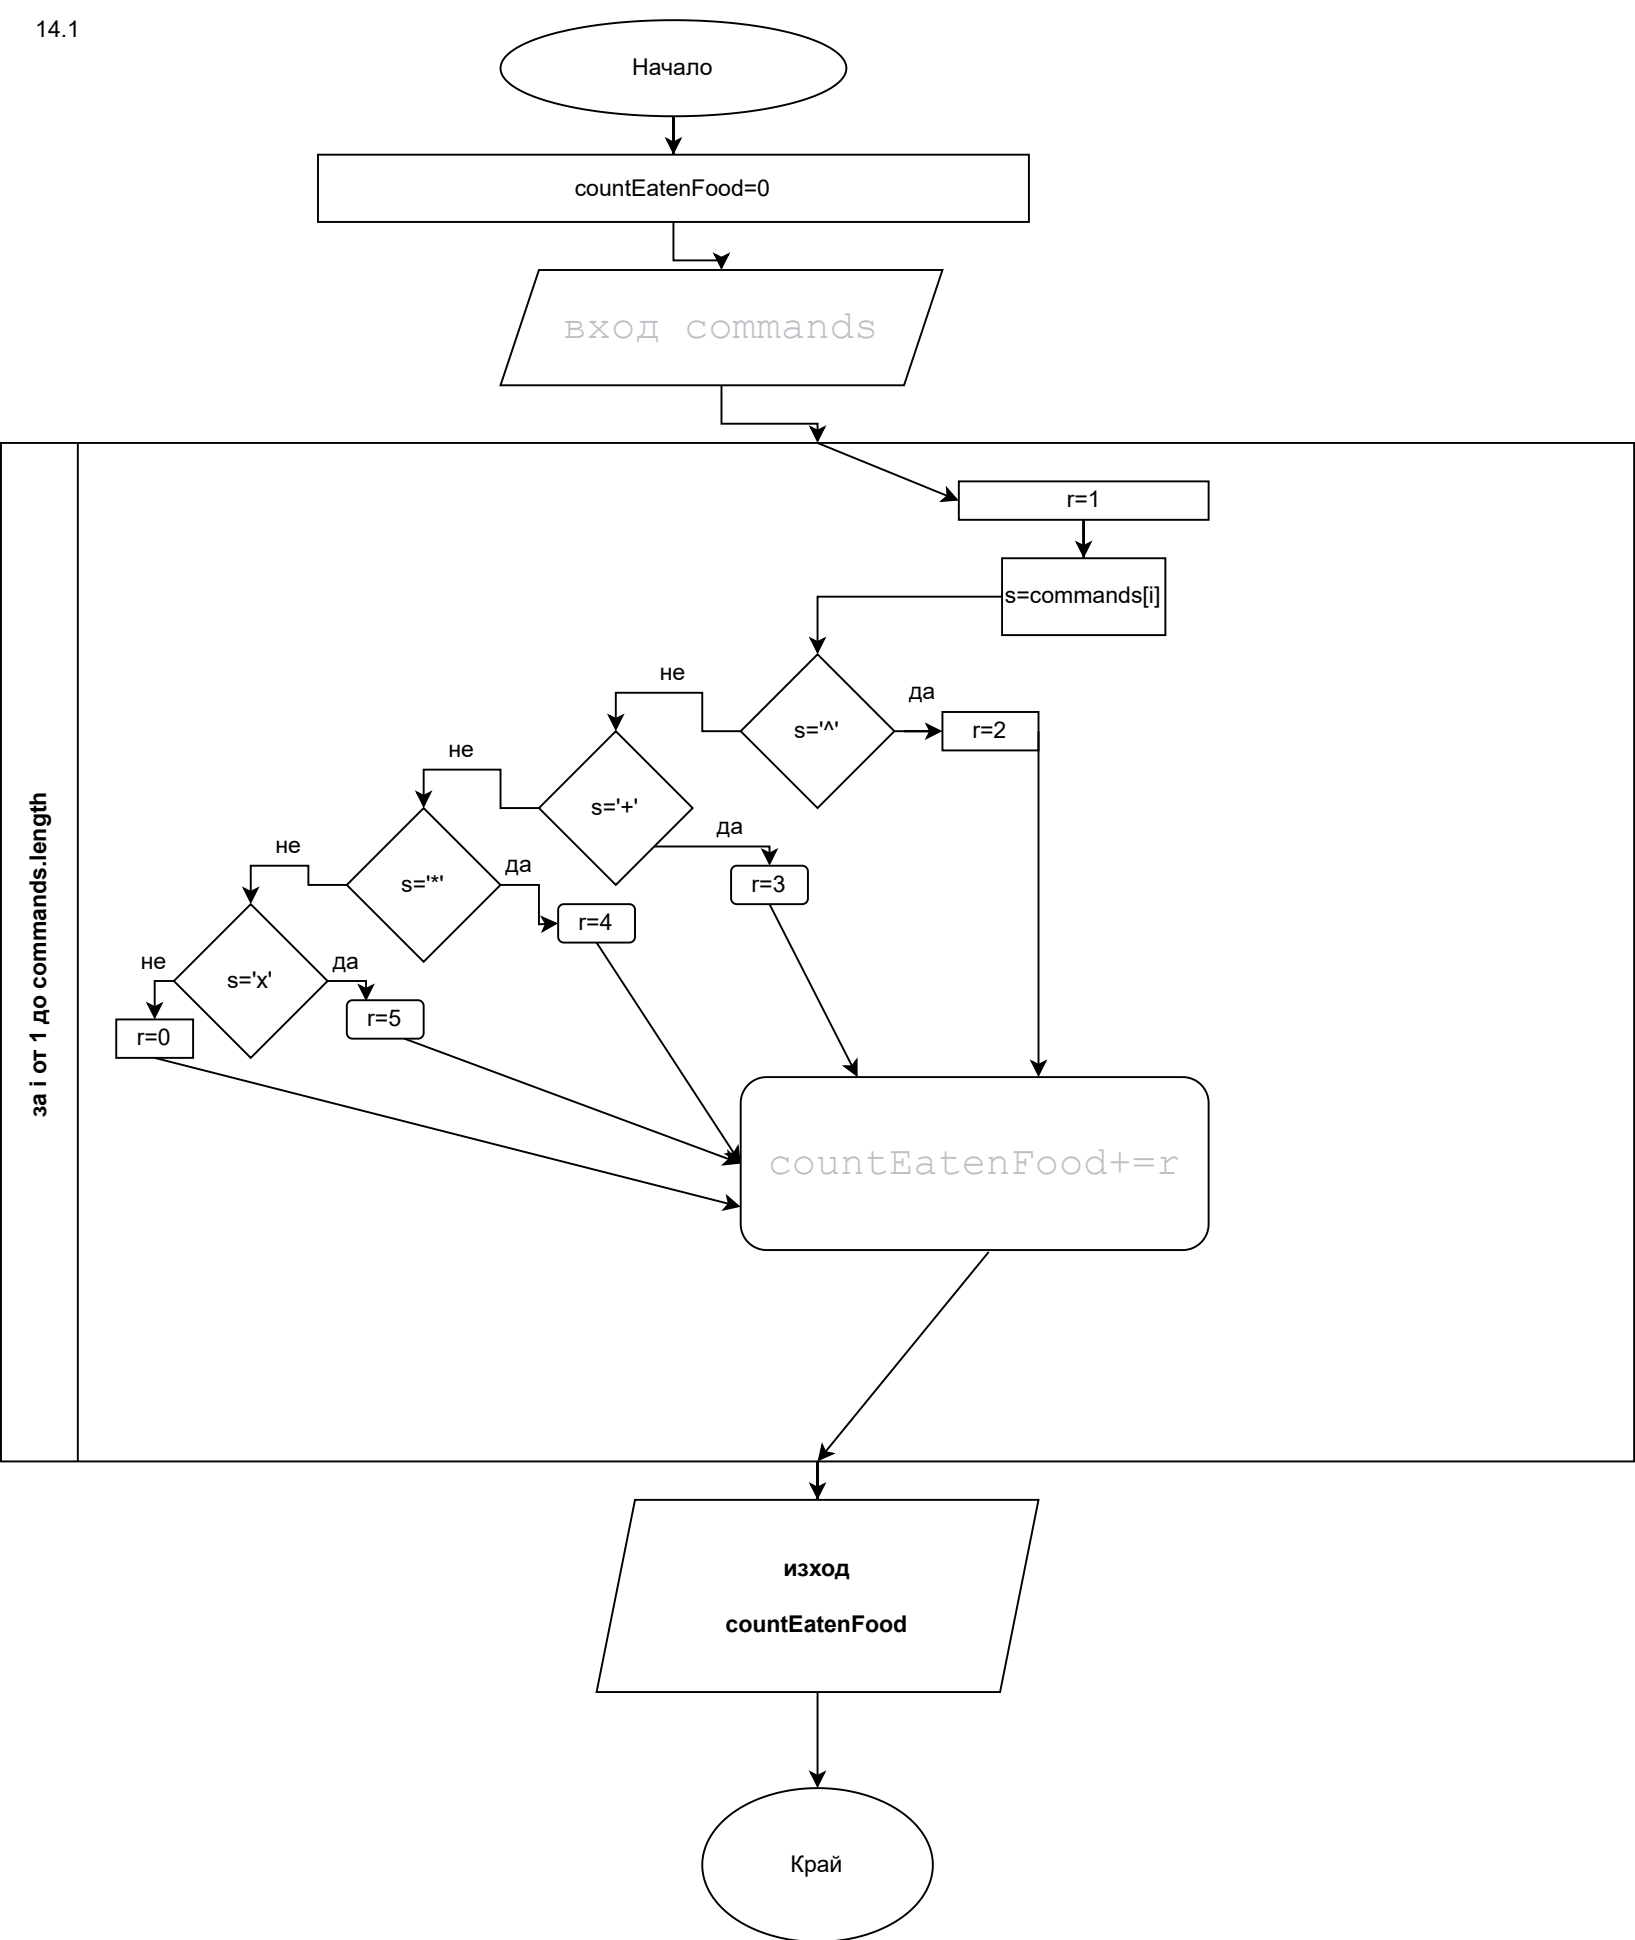 14.1
Начало
countEatenFood=0
вход commands
за i от 1 до commands.length
r=1
s=commands[i]
не
да
s='^'
r=2
не
s='+'
да
r=3
не
s='*'
да
r=4
не
s='x'
да
r=5
r=0
countEatenFood+=r
изход
countEatenFood
Край